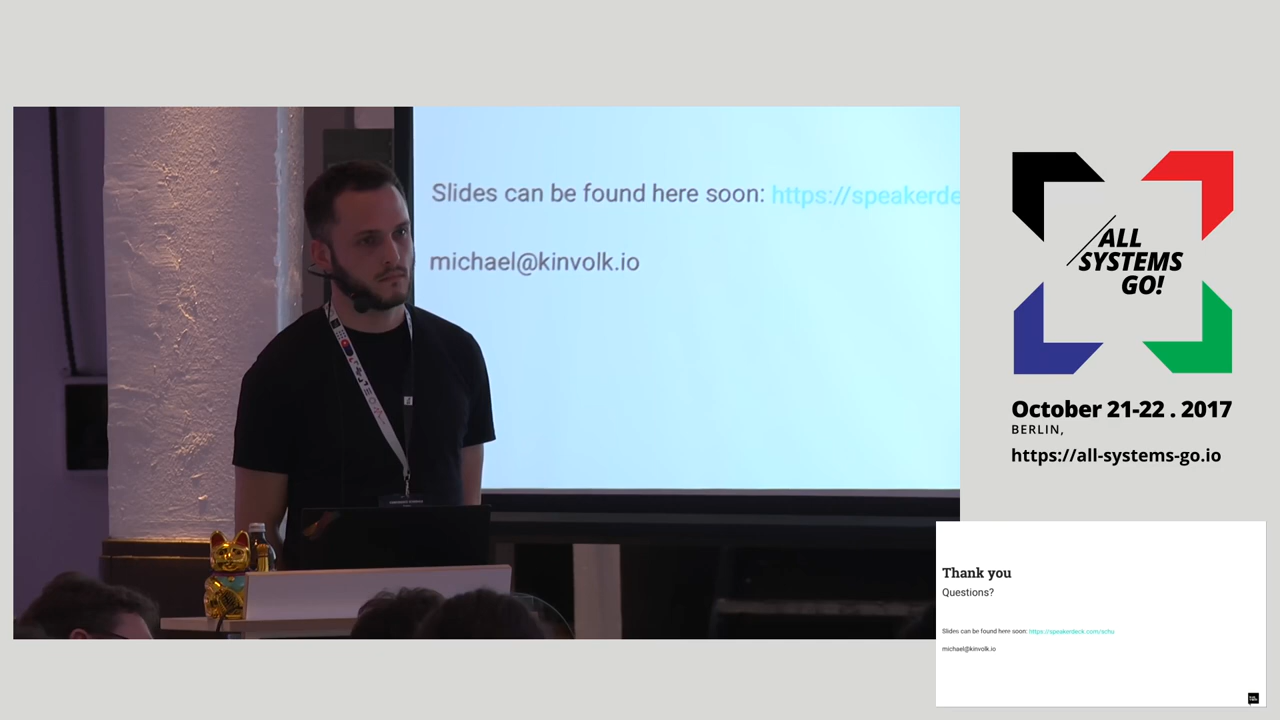 Slides can be found here soon: https://speakerde
michael@kinvolk.io
ALL
SYSTEMS
GO!
October 21-22 . 2017
BERLIN,
https://all-systems-go.io
Thank you
Questions?
Slides can be found here soon: https://speakerdeck.com/schu
michael@kinvolk.io